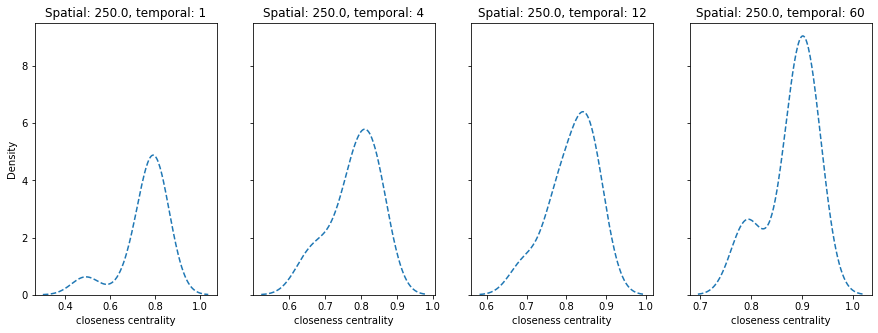 Spatial: 250.0, temporal: 1
Spatial: 250.0, temporal: 4
Spatial: 250.0, temporal: 12
Spatial: 250.0, temporal: 60
Density
8
6
4
2
0
0.4 0.6 0.8 1.0
0.6 0.7 0.8 0.9 1.0
0.6 0.7 0.8 0.9 1.0
0.7 0.8 0.9 1.0
closeness centrality
closeness centrality
closeness centrality
closeness centrality